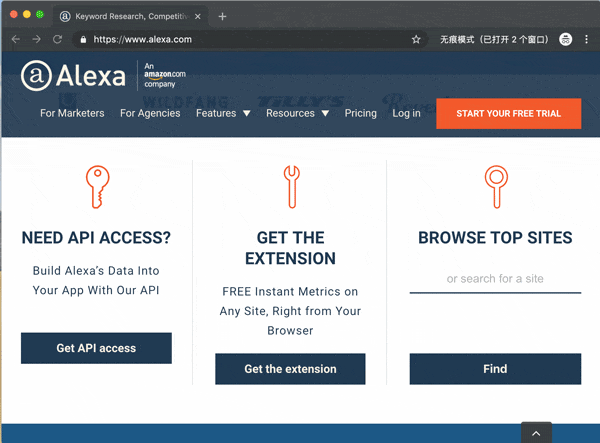 Keyword Research, Competitiv
https://www.alexa.com
无痕模式（已打开 2 个窗口）
a Alexa
An
amazon.com
company
WILDFANG TILLY'S
For Marketers For Agencies Features Resources Pricing Log in START YOUR FREE TRIAL
NEED API ACCESS?
Build Alexa's Data Into
Your App With Our API
Get API access
GET THE
EXTENSION
FREE Instant Metrics on
Any Site, Right from Your
Browser
Get the extension
BROWSE TOP SITES
or search for a site
Find